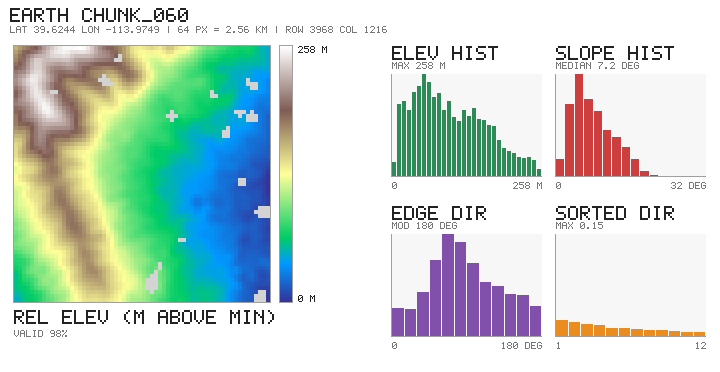 EARTH CHUNK_060
LAT 39.6244 LON -113.9749 | 64 PX = 2.56 KM | ROW 3968 COL 1216
258 M
0 M
REL ELEV (M ABOVE MIN)
VALID 98%
ELEV HIST
MAX 258 M
0 258 M
SLOPE HIST
MEDIAN 7.2 DEG
0 32 DEG
EDGE DIR
MOD 180 DEG
0 180 DEG
SORTED DIR
MAX 0.15
1 12